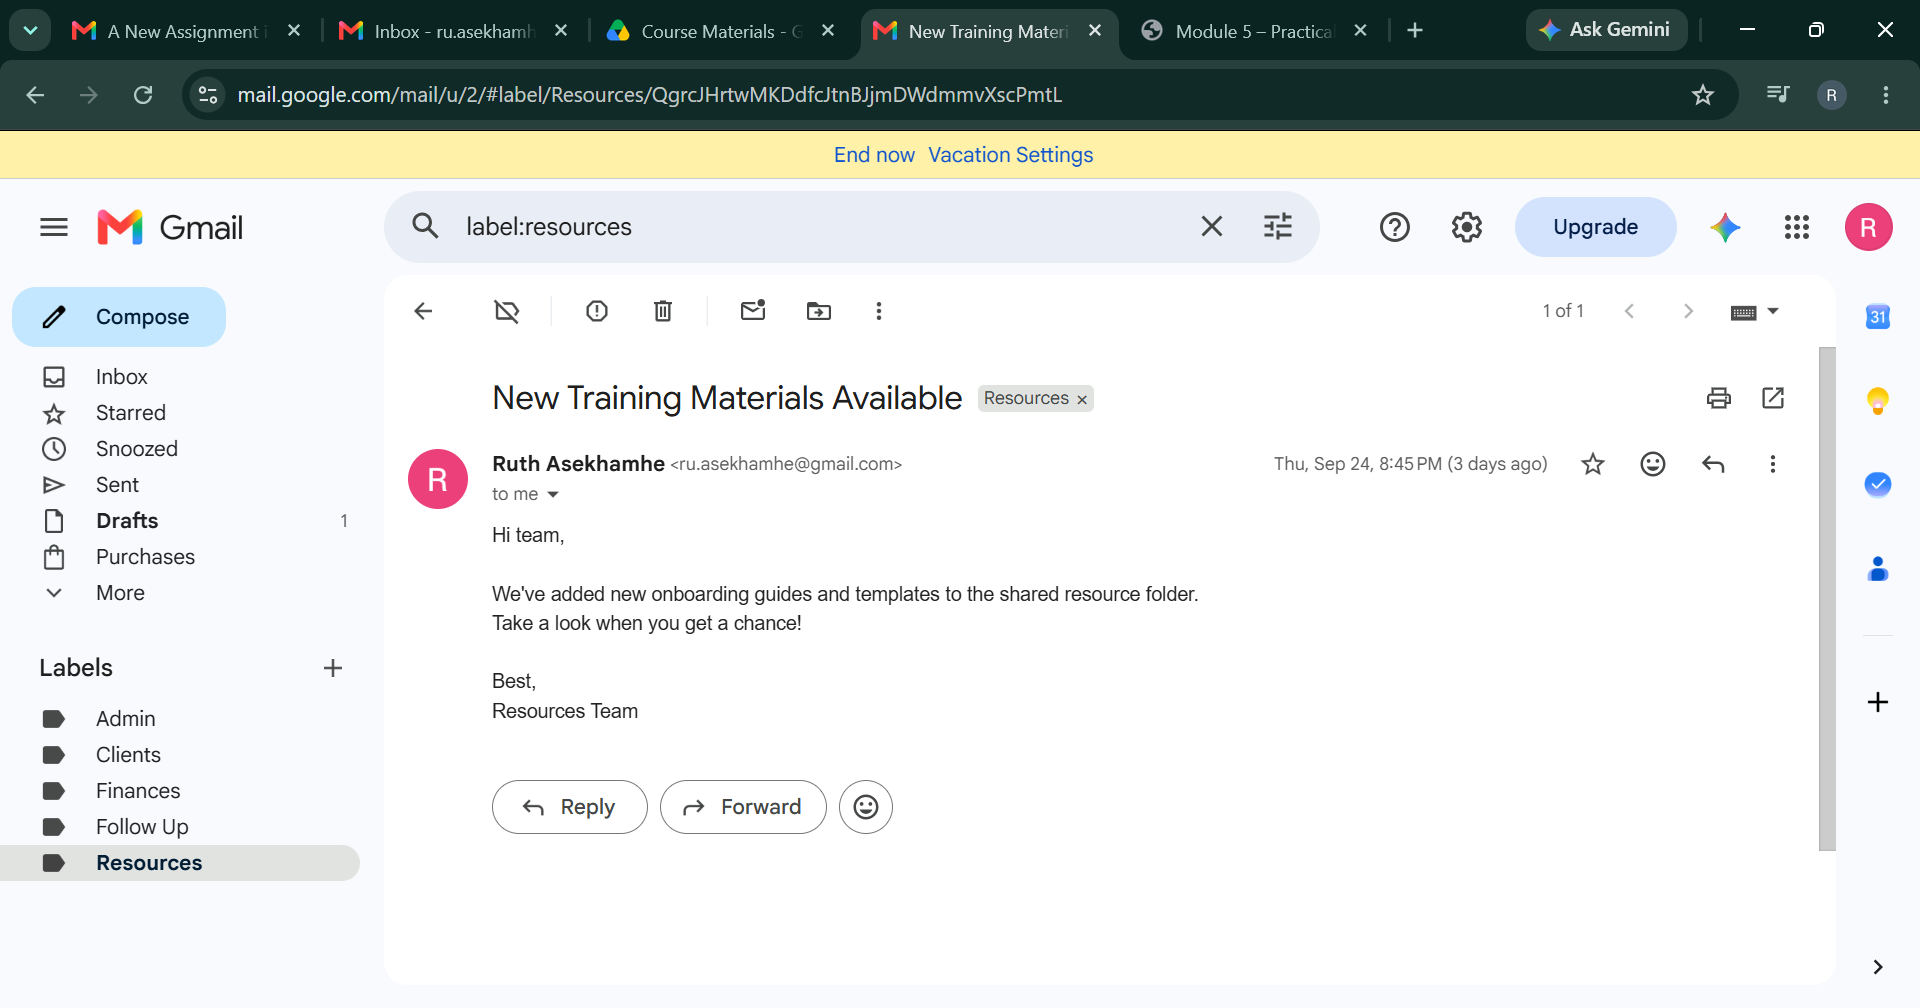 A New Assignment i
Inbox - ru.asekhamh
Course Materials - G
New Training Materi
Module 5 – Practica
Ask Gemini
mail.google.com/mail/u/2/#label/Resources/QgrcJHrtwMKDdfcJtnBJjmDWdmmvXscPmtL
R
End now Vacation Settings
Gmail
label:resources
Upgrade
R
Compose
1 of 1
31
Inbox
Starred
Snoozed
Sent
Drafts 1
Purchases
More
Labels
Admin
Clients
Finances
Follow Up
Resources
New Training Materials Available Resources
R
Ruth Asekhamhe <ru.asekhamhe@gmail.com> Thu, Sep 24, 8:45 PM (3 days ago)
to me
Hi team,
We've added new onboarding guides and templates to the shared resource folder.
Take a look when you get a chance!
Best,
Resources Team
Reply
Forward